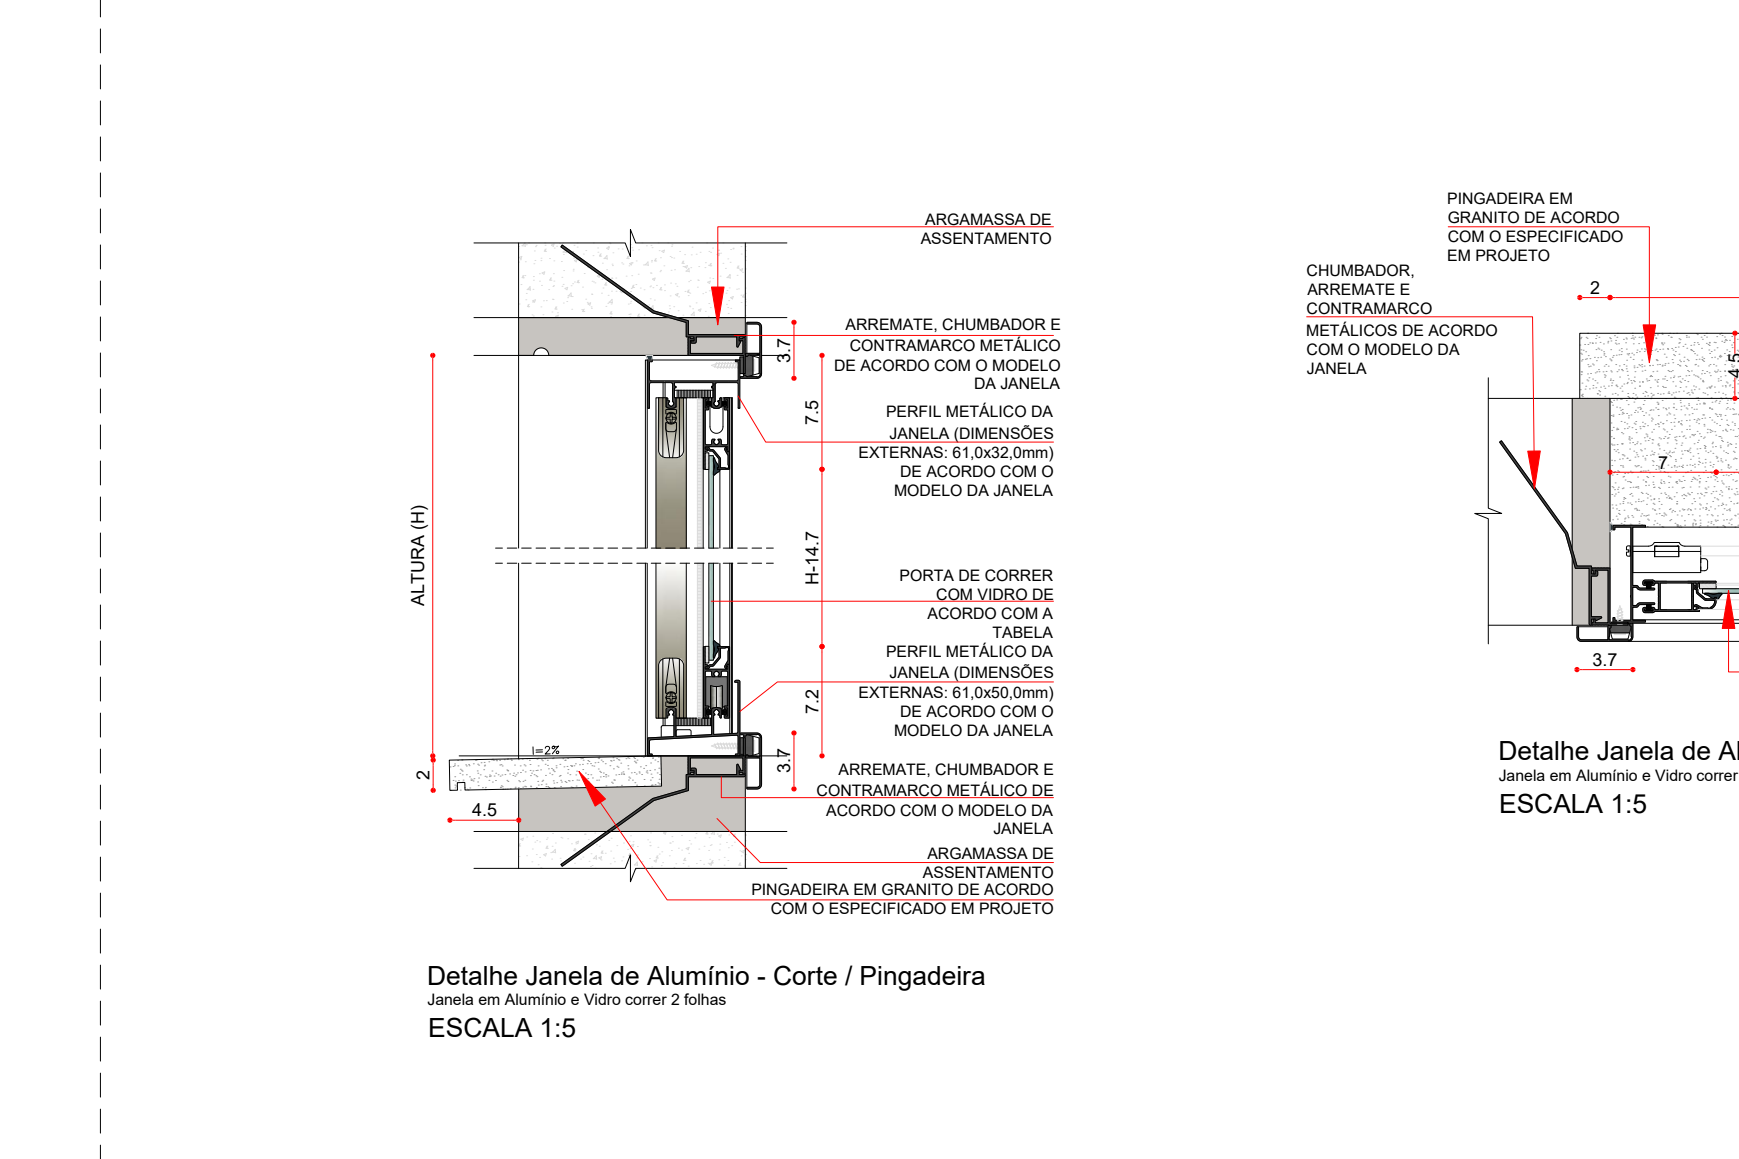 ARGAMASSA DE
ASSENTAMENTO
ARREMATE, CHUMBADOR E
CONTRAMARCO METÁLICO
DE ACORDO COM O MODELO
DA JANELA
PERFIL METÁLICO DA
JANELA (DIMENSÕES
EXTERNAS: 61,0x32,0mm)
DE ACORDO COM O
MODELO DA JANELA
PORTA DE CORRER
COM VIDRO DE
ACORDO COM A
TABELA
PERFIL METÁLICO DA
JANELA (DIMENSÕES
EXTERNAS: 61,0x50,0mm)
DE ACORDO COM O
MODELO DA JANELA
ARREMATE, CHUMBADOR E
CONTRAMARCO METÁLICO DE
ACORDO COM O MODELO DA
JANELA
ARGAMASSA DE
ASSENTAMENTO
PINGADEIRA EM GRANITO DE ACORDO
COM O ESPECIFICADO EM PROJETO
3.7
7.5
H-14.7
7.2
3.7
ALTURA (H)
2
4.5
I=2%
Detalhe Janela de Alumínio - Corte / Pingadeira
Janela em Alumínio e Vidro correr 2 folhas
ESCALA 1:5
PINGADEIRA EM
GRANITO DE ACORDO
COM O ESPECIFICADO
EM PROJETO
CHUMBADOR,
ARREMATE E
CONTRAMARCO
METÁLICOS DE ACORDO
COM O MODELO DA
JANELA
2
4.5
7
3.7
Detalhe Janela de Al
Janela em Alumínio e Vidro correr
ESCALA 1:5